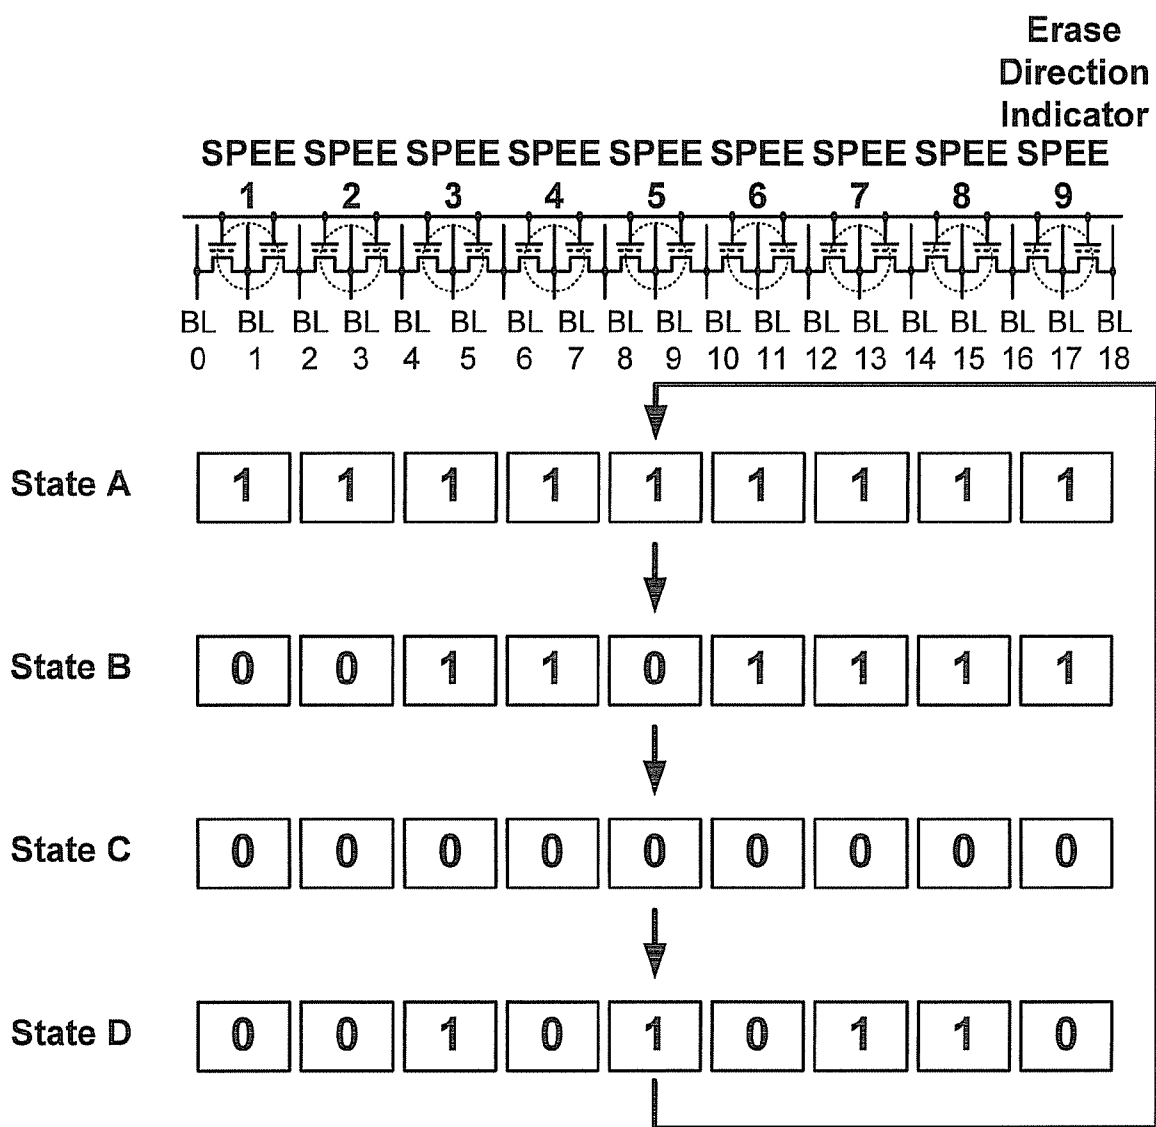 Erase
Direction
Indicator
SPEE SPEE SPEE SPEE SPEE SPEE SPEE SPEE SPEE
1 2 3 4 5 6 7 8 9
BL BL BL BL BL BL BL BL BL BL BL BL BL BL BL BL BL BL BL
0 1 2 3 4 5 6 7 8 9 10 11 12 13 14 15 16 17 18
State A 1 1 1 1 1 1 1 1 1
State B 0 0 1 1 0 1 1 1 1
State C 0 0 0 0 0 0 0 0 0
State D 0 0 1 0 1 0 1 1 0